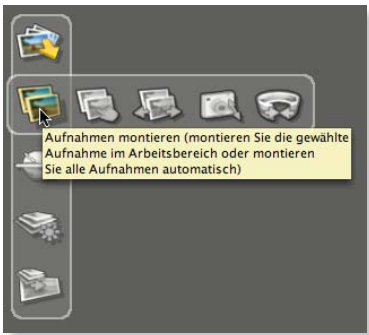 Aufnahmen montieren (montieren Sie die gewählte
Aufnahme im Arbeitsbereich oder montieren
Sie alle Aufnahmen automatisch)